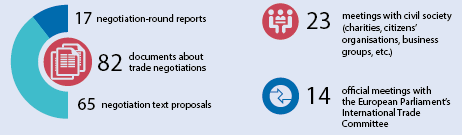 17 negotiation-round reports
82 documents about
trade negotiations
65 negotiation text proposals
23 meetings with civil society
(charities, citizens'
organisations, business
groups, etc.)
14 official meetings with
the European Parliament's
International Trade
Committee